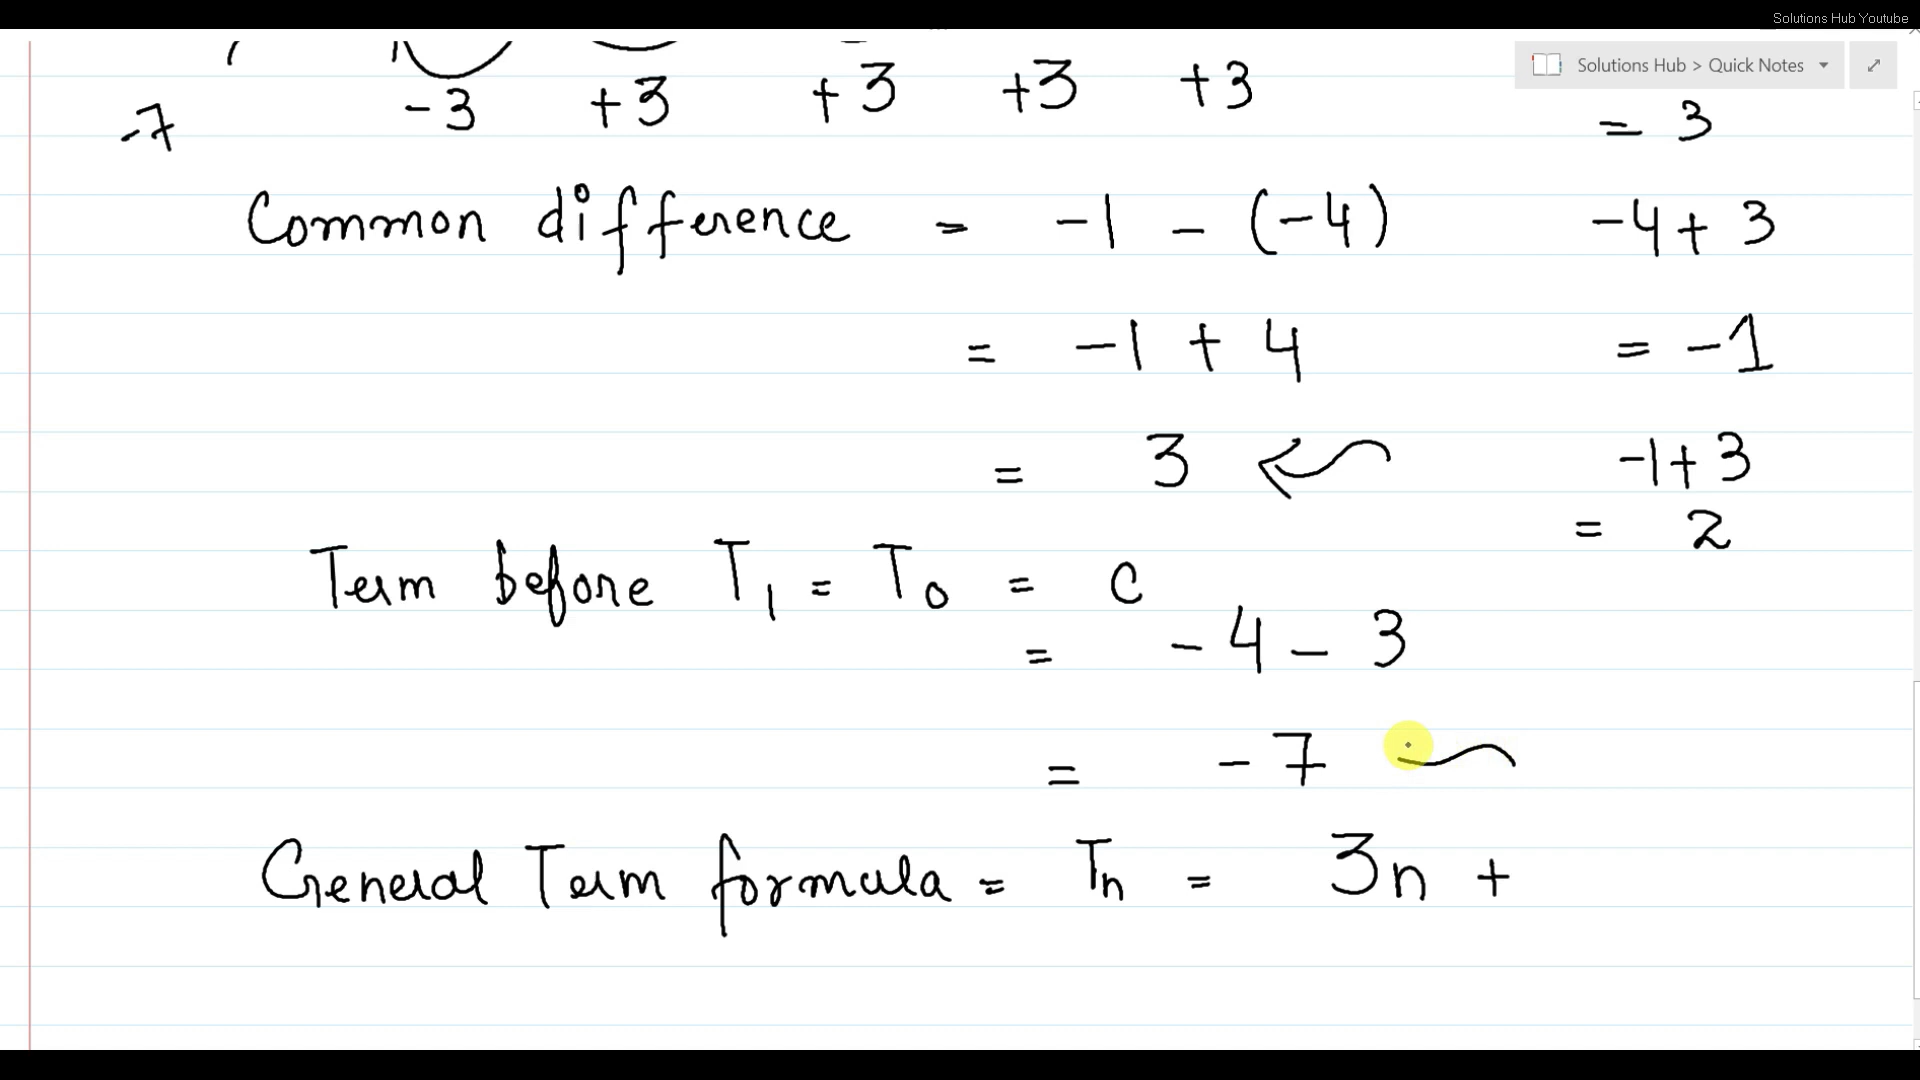 Solutions Hub Youtube
Solutions Hub > Quick Notes
-7 -3 +3 +3 +3 +3 = 3
Common difference = -1 - (-4) -4 + 3
= -1 + 4 = -1
= 3 -1+3
= 2
Term before T₁ = T₀ = c
= -4 - 3
= -7
General Term formula = Tn = 3n +